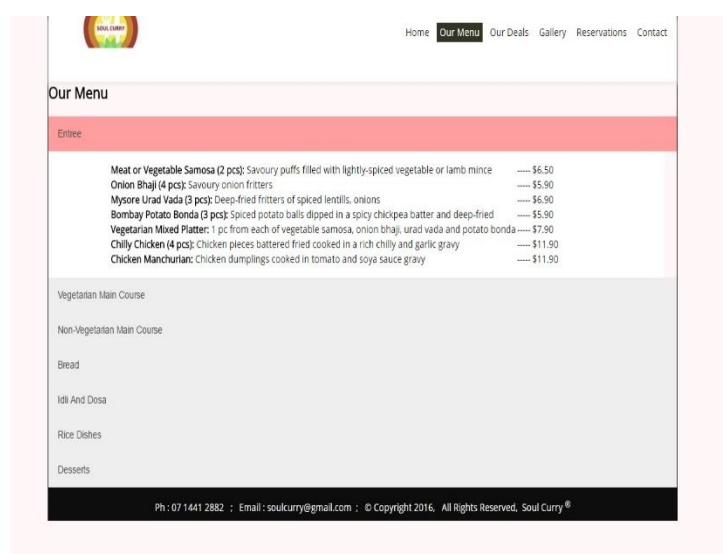 SOUL CURRY
Home Our Menu Our Deals Gallery Reservations Contact
Our Menu
Entree
Meat or Vegetable Samosa (2 pcs): Savoury puffs filled with lightly-spiced vegetable or lamb mince ----- $6.50
Onion Bhaji (4 pcs): Savoury onion fritters ----- $5.90
Mysore Urad Vada (3 pcs): Deep-fried fritters of spiced lentills, onions ----- $6.90
Bombay Potato Bonda (3 pcs): Spiced potato balls dipped in a spicy chickpea batter and deep-fried ----- $5.90
Vegetarian Mixed Platter: 1 pc from each of vegetable samosa, onion bhaji, urad vada and potato bonda ----- $7.90
Chilly Chicken (4 pcs): Chicken pieces battered fried cooked in a rich chilly and garlic gravy ----- $11.90
Chicken Manchurian: Chicken dumplings cooked in tomato and soya sauce gravy ----- $11.90
Vegetarian Main Course
Non-Vegetarian Main Course
Bread
Idli And Dosa
Rice Dishes
Desserts
Ph : 07 1441 2882 ; Email : soulcurry@gmail.com ; © Copyright 2016, All Rights Reserved, Soul Curry ®